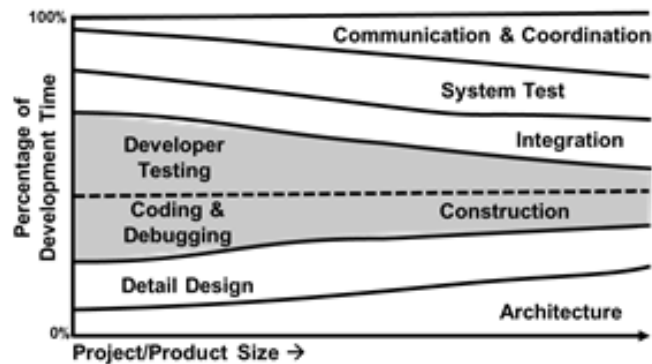 100%
Communication & Coordination
System Test
Integration
Developer
Testing
Coding &
Debugging
Construction
Detail Design
Architecture
0%
Percentage of
Development Time
Project/Product Size →